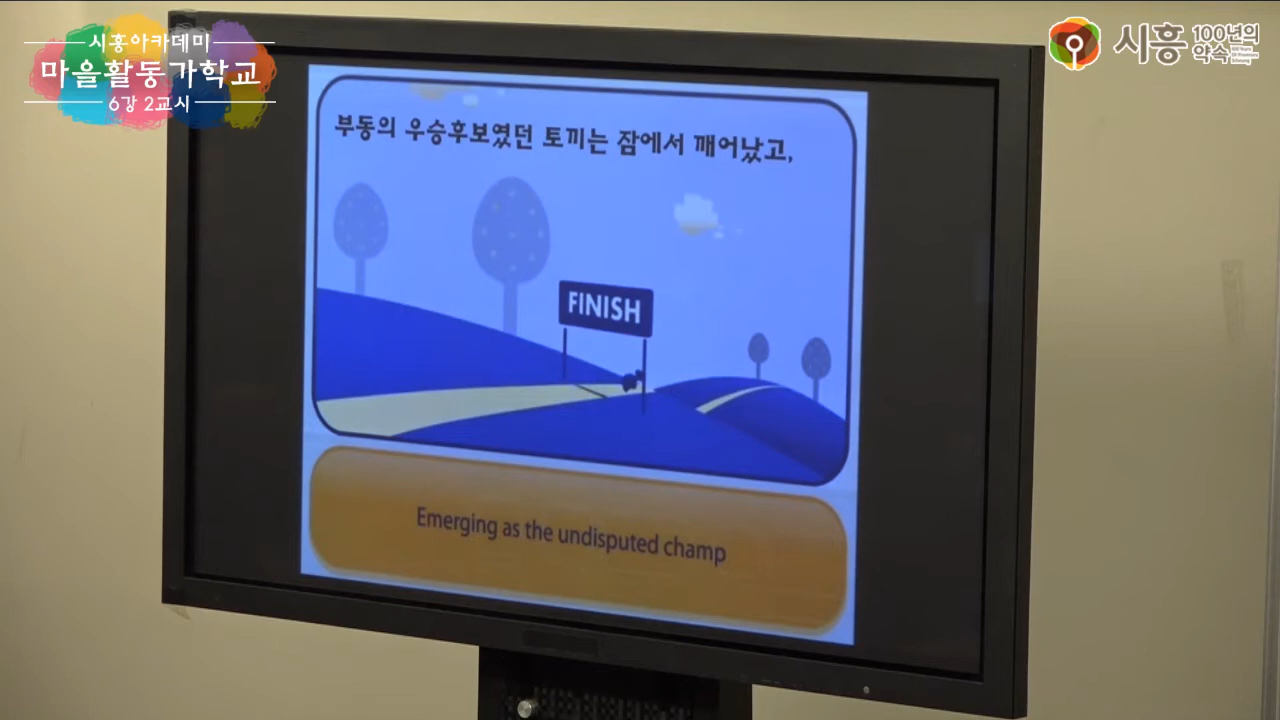 시흥아카데미
마을활동가학교
6강 2교시
시흥 100년의 약속
부동의 우승후보였던 토끼는 잠에서 깨어났고,
FINISH
Emerging as the undisputed champ